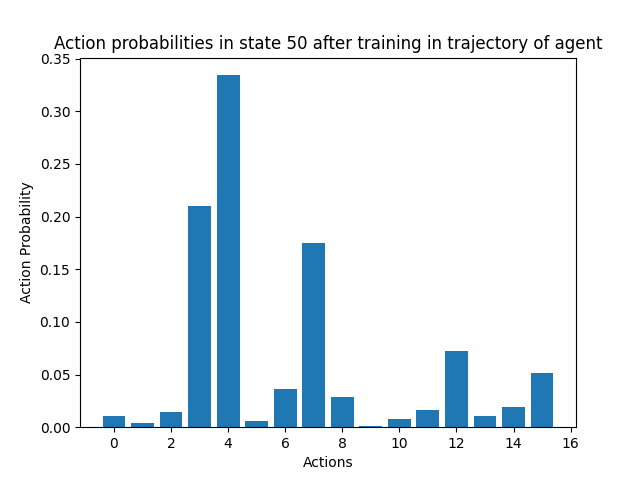 Action probabilities in state 50 after training in trajectory of agent
0.35
0.30
0.25
0.20
0.15
0.10
0.05
0.00
Action Probability
0 2 4 6 8 10 12 14 16
Actions